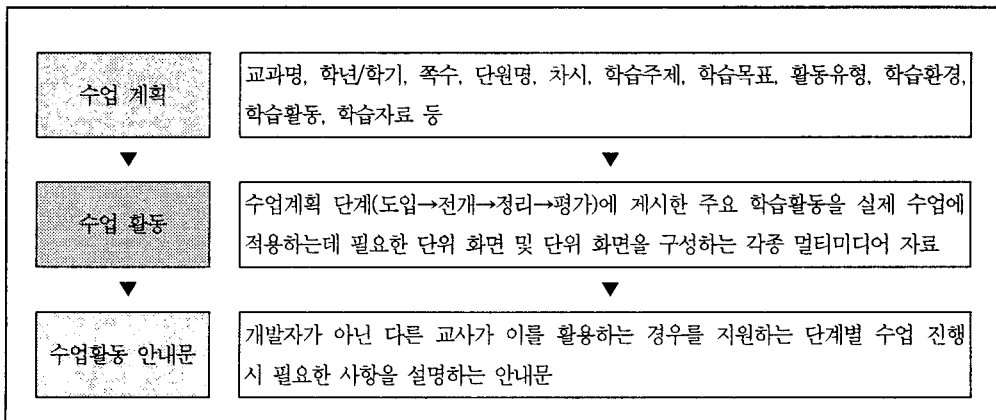 수업 계획
교과명, 학년/학기, 쪽수, 단원명, 차시, 학습주제, 학습목표, 활동유형, 학습환경,
학습활동, 학습자료 등
▼ ▼
수업 활동
수업계획 단계(도입→전개→정리→평가)에 제시한 주요 학습활동을 실제 수업에
적용하는데 필요한 단위 화면 및 단위 화면을 구성하는 각종 멀티미디어 자료
▼ ▼
수업활동 안내문
개발자가 아닌 다른 교사가 이를 활용하는 경우를 지원하는 단계별 수업 진행
시 필요한 사항을 설명하는 안내문